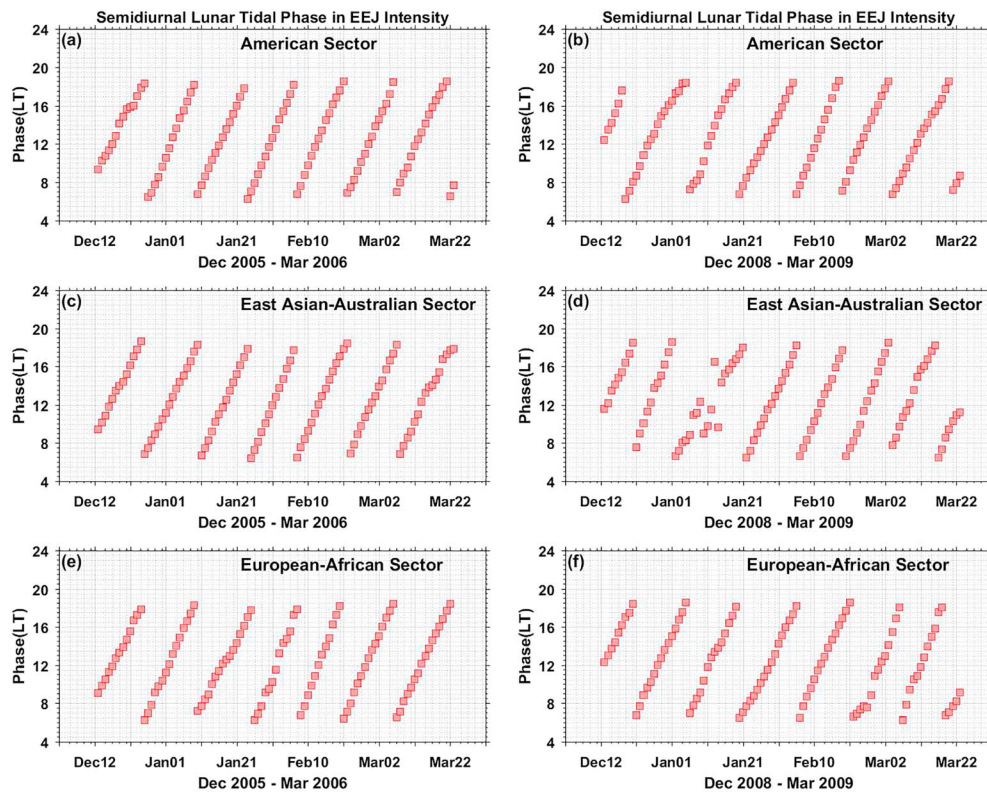 Semidiurnal Lunar Tidal Phase in EEJ Intensity
(a) American Sector
24
20
16
12
8
4
Phase(LT)
Dec12 Jan01 Jan21 Feb10 Mar02 Mar22
Dec 2005 - Mar 2006
Semidiurnal Lunar Tidal Phase in EEJ Intensity
(b) American Sector
24
20
16
12
8
4
Phase(LT)
Dec12 Jan01 Jan21 Feb10 Mar02 Mar22
Dec 2008 - Mar 2009
(c) East Asian-Australian Sector
24
20
16
12
8
4
Phase(LT)
Dec12 Jan01 Jan21 Feb10 Mar02 Mar22
Dec 2005 - Mar 2006
(d) East Asian-Australian Sector
24
20
16
12
8
4
Phase(LT)
Dec12 Jan01 Jan21 Feb10 Mar02 Mar22
Dec 2008 - Mar 2009
(e) European-African Sector
24
20
16
12
8
4
Phase(LT)
Dec12 Jan01 Jan21 Feb10 Mar02 Mar22
Dec 2005 - Mar 2006
(f) European-African Sector
24
20
16
12
8
4
Phase(LT)
Dec12 Jan01 Jan21 Feb10 Mar02 Mar22
Dec 2008 - Mar 2009